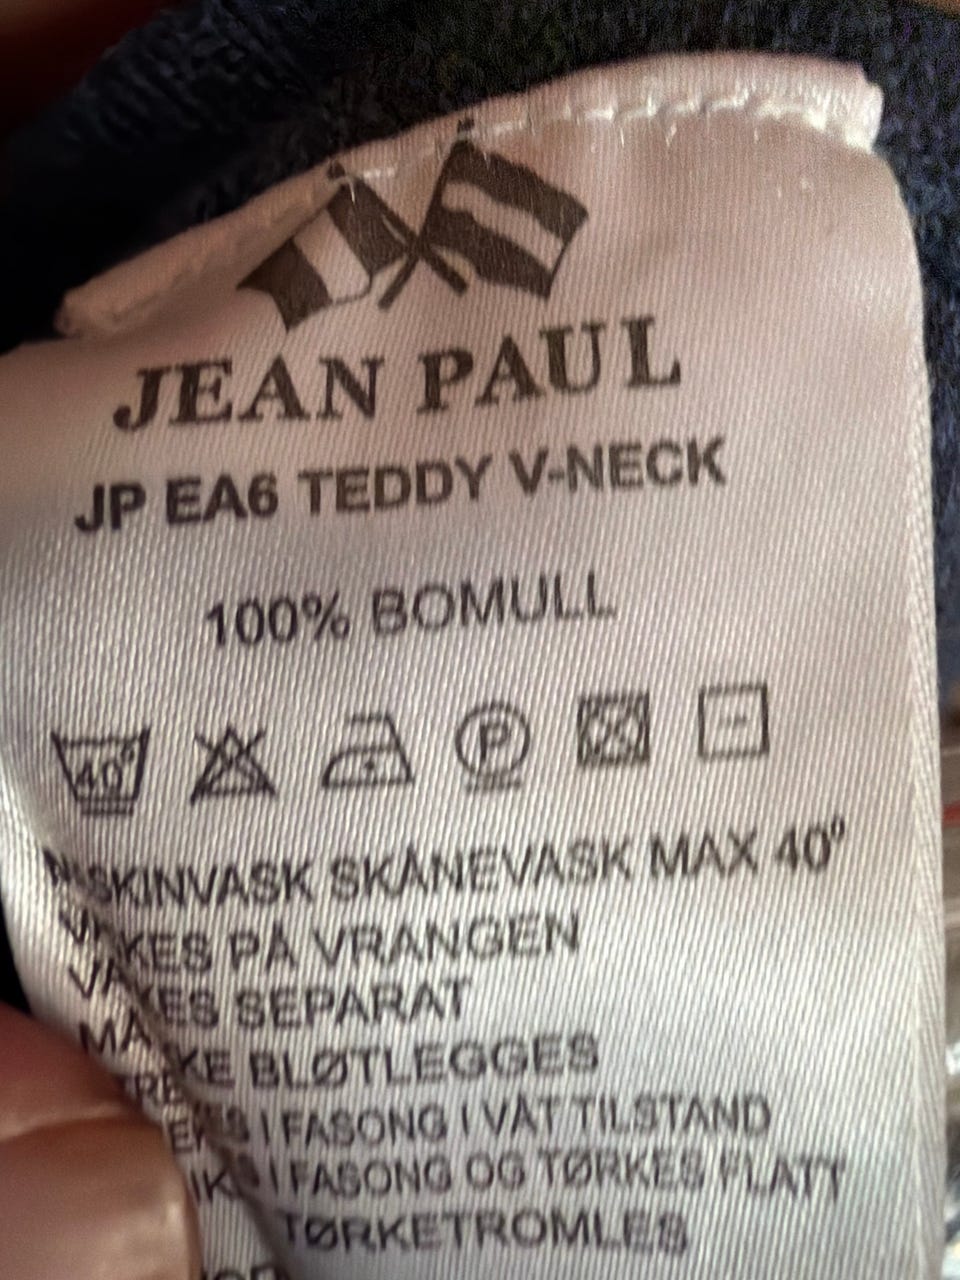 JEAN PAUL
JP EA6 TEDDY V-NECK
100% BOMULL
40° P
SKÅNEVASK MAX 40°
PÅ VRANGEN
SEPARAT
BLØTLEGGES
I FASONG I VÅT TILSTAND
I FASONG OG TØRKES FLATT
TØRKETROMLES